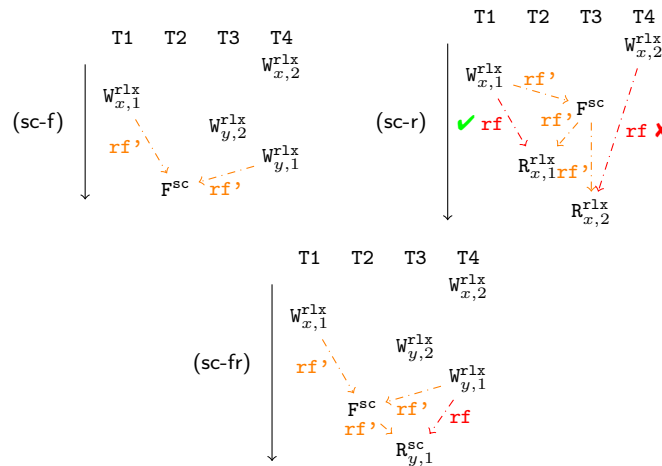 T1 T2 T3 T4
W^rlx_x,2
W^rlx_x,1
W^rlx_y,2
(sc-f)
rf'
W^rlx_y,1
F^sc
rf'
T1 T2 T3 T4
W^rlx_x,2
W^rlx_x,1
rf'
F^sc
(sc-r)
✔ rf
rf'
rf ✘
R^rlx_x,1
rf'
R^rlx_x,2
T1 T2 T3 T4
W^rlx_x,2
W^rlx_x,1
W^rlx_y,2
(sc-fr)
rf'
W^rlx_y,1
F^sc
rf'
rf
rf'
R^sc_y,1